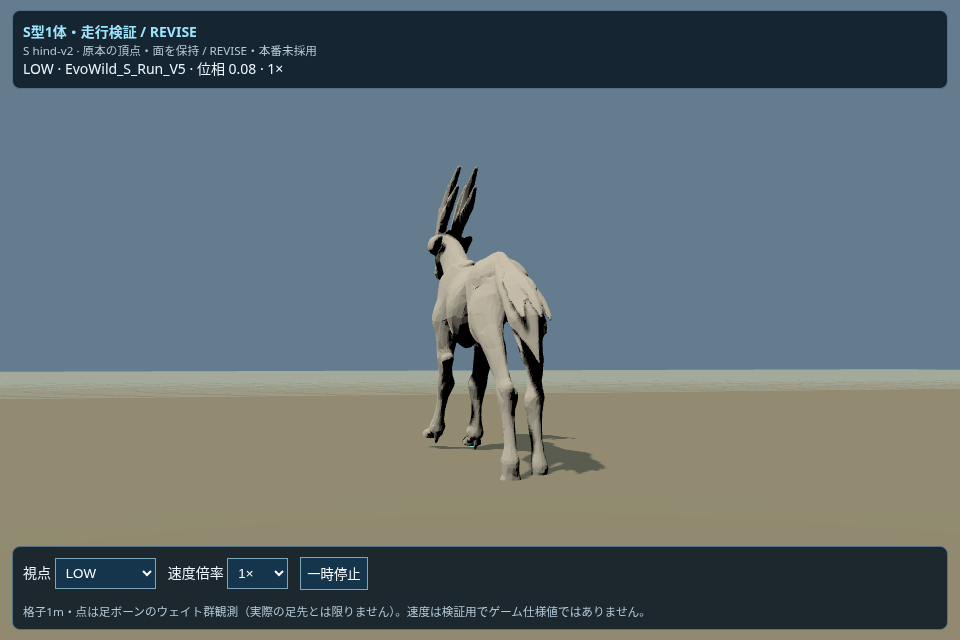 S型1体・走行検証 / REVISE
S hind-v2 · 原本の頂点・面を保持 / REVISE・本番未採用
LOW · EvoWild_S_Run_V5 · 位相 0.08 · 1×
視点 LOW 速度倍率 1× 一時停止
格子1m・点は足ボーンのウェイト群観測（実際の足先とは限りません）。速度は検証用でゲーム仕様値ではありません。